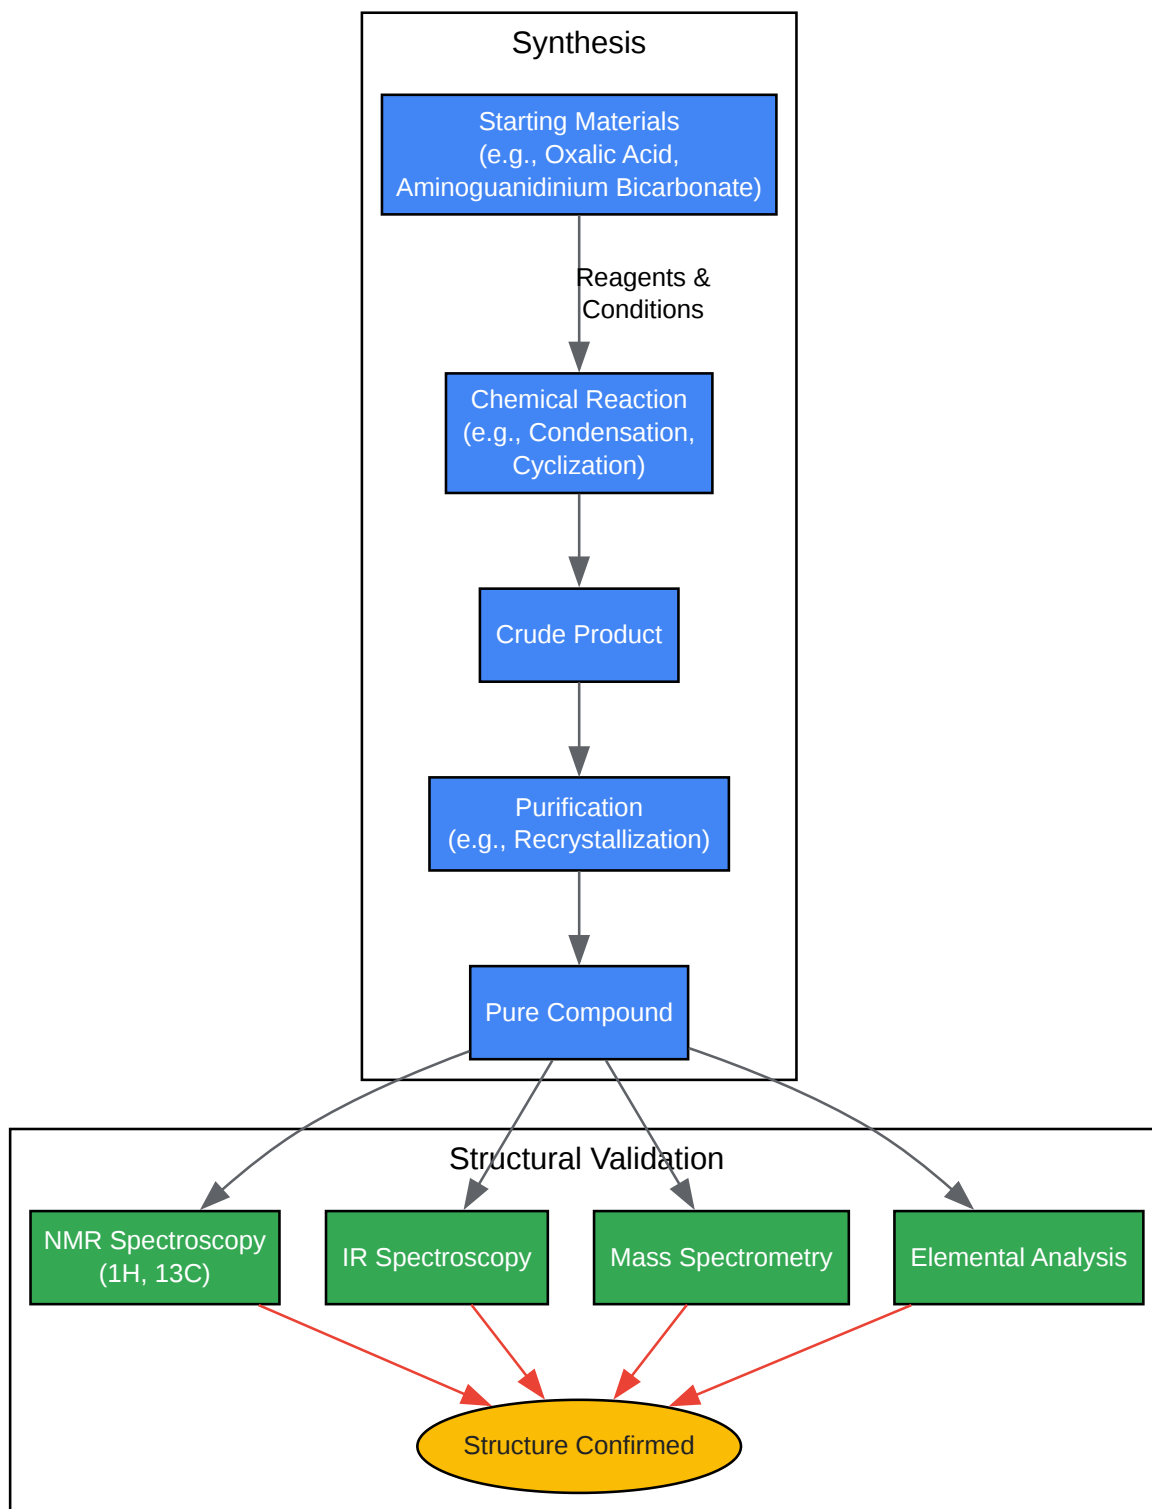 Synthesis
Starting Materials
(e.g., Oxalic Acid,
Aminoguanidinium Bicarbonate)
Reagents &
Conditions
Chemical Reaction
(e.g., Condensation,
Cyclization)
Crude Product
Purification
(e.g., Recrystallization)
Pure Compound
Structural Validation
NMR Spectroscopy
(1H, 13C)
IR Spectroscopy
Mass Spectrometry
Elemental Analysis
Structure Confirmed